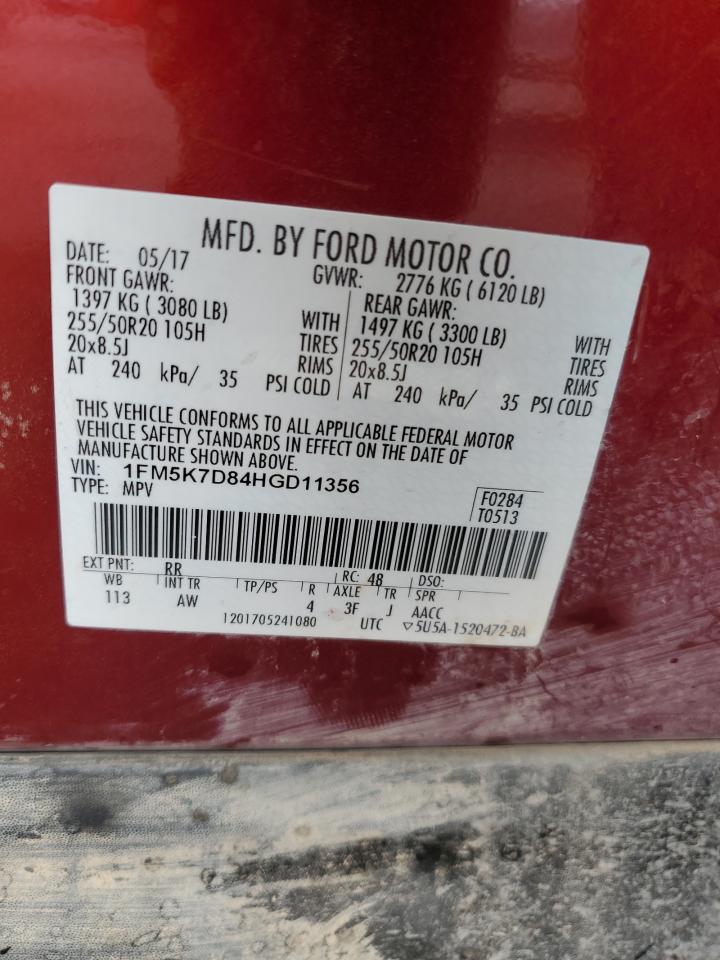 MFD. BY FORD MOTOR CO.
DATE: 05/17 GVWR: 2776 KG ( 6120 LB)
FRONT GAWR: REAR GAWR:
1397 KG ( 3080 LB) WITH 1497 KG ( 3300 LB) WITH
255/50R20 105H TIRES 255/50R20 105H TIRES
20x8.5J RIMS 20x8.5J RIMS
AT 240 kPa/ 35 PSI COLD AT 240 kPa/ 35 PSI COLD
THIS VEHICLE CONFORMS TO ALL APPLICABLE FEDERAL MOTOR
VEHICLE SAFETY STANDARDS IN EFFECT ON THE DATE OF
MANUFACTURE SHOWN ABOVE.
VIN: 1FM5K7D84HGD11356
TYPE: MPV
F0284
T0513
EXT PNT: RR RC: 48 DSO:
WB INT TR TP/PS R AXLE TR SPR
113 AW 4 3F J AACC
1201705241080 UTC ▽5U5A-1520472-BA